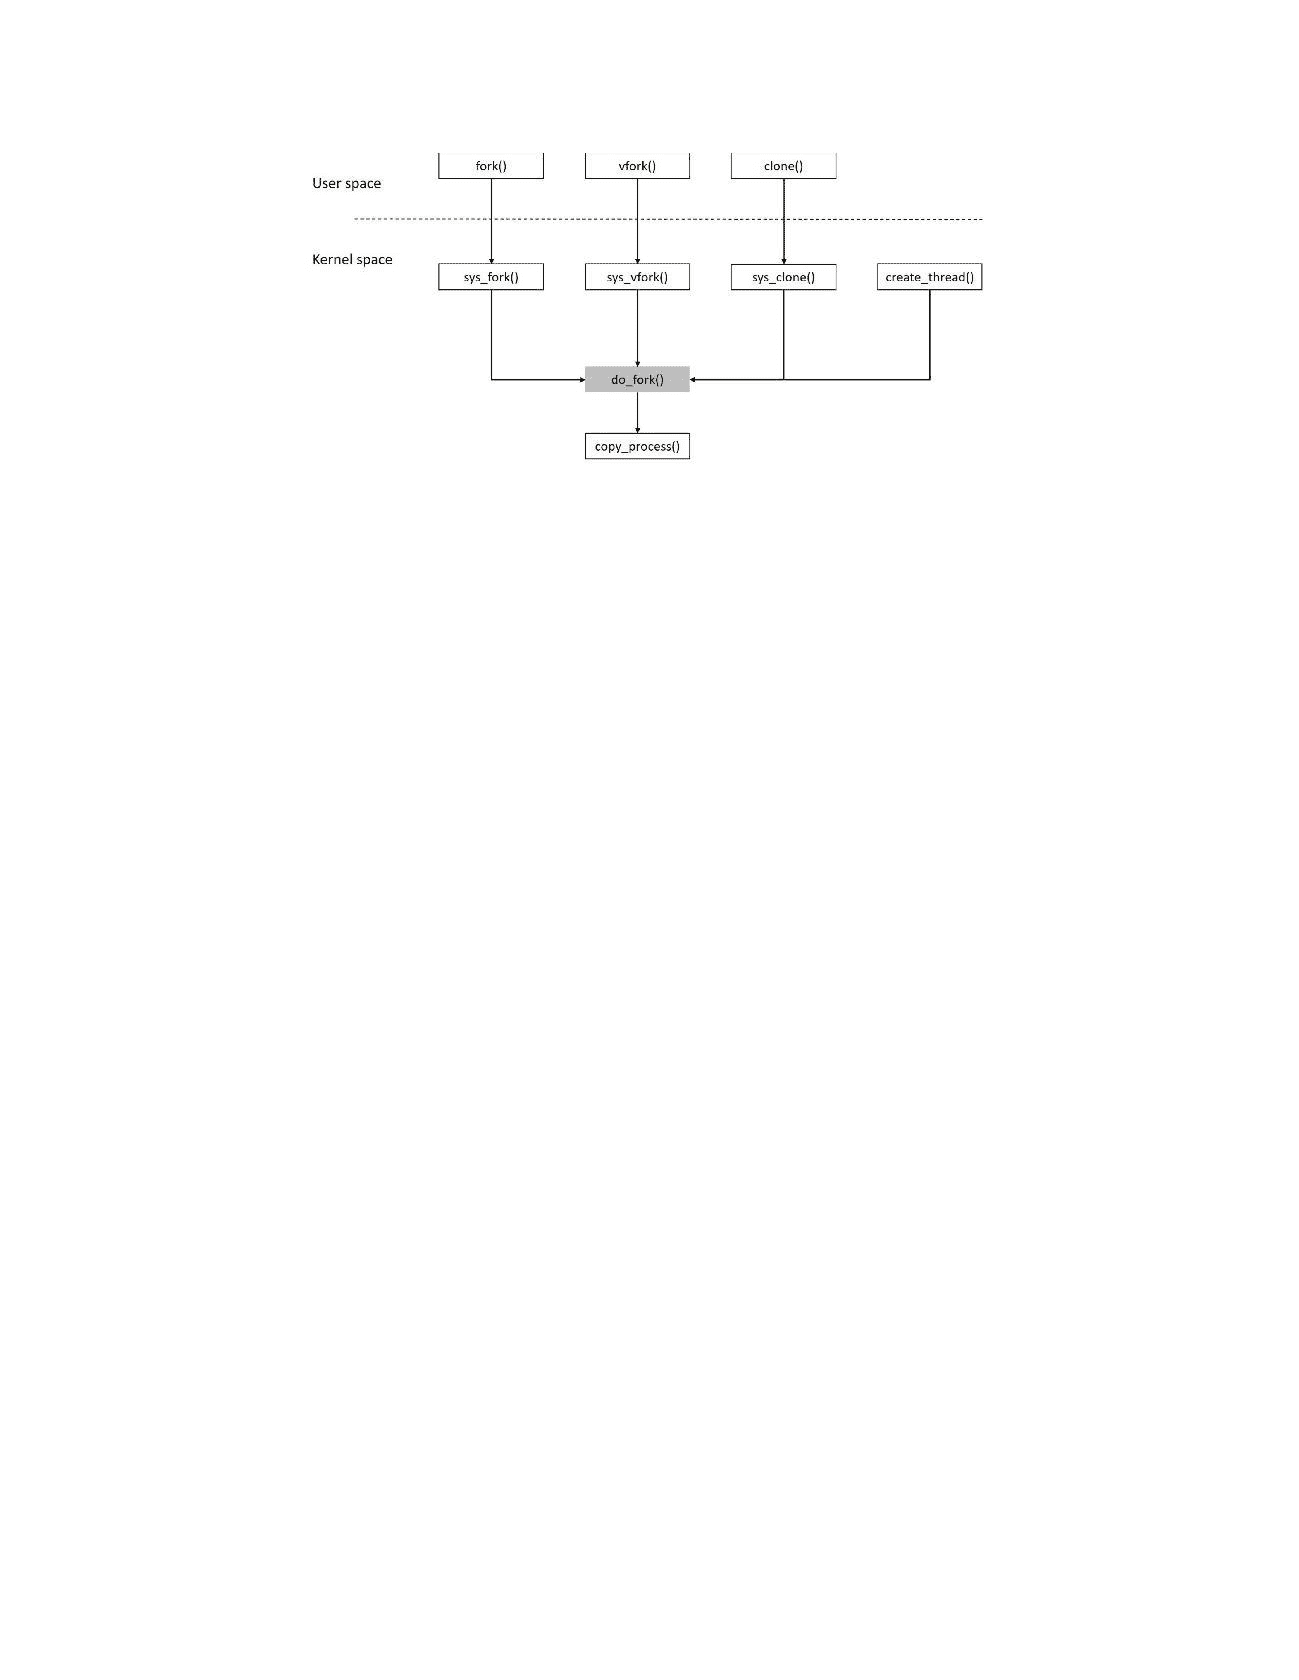 fork() vfork() clone()
User space
Kernel space
sys_fork() sys_vfork() sys_clone() create_thread()
do_fork()
copy_process()